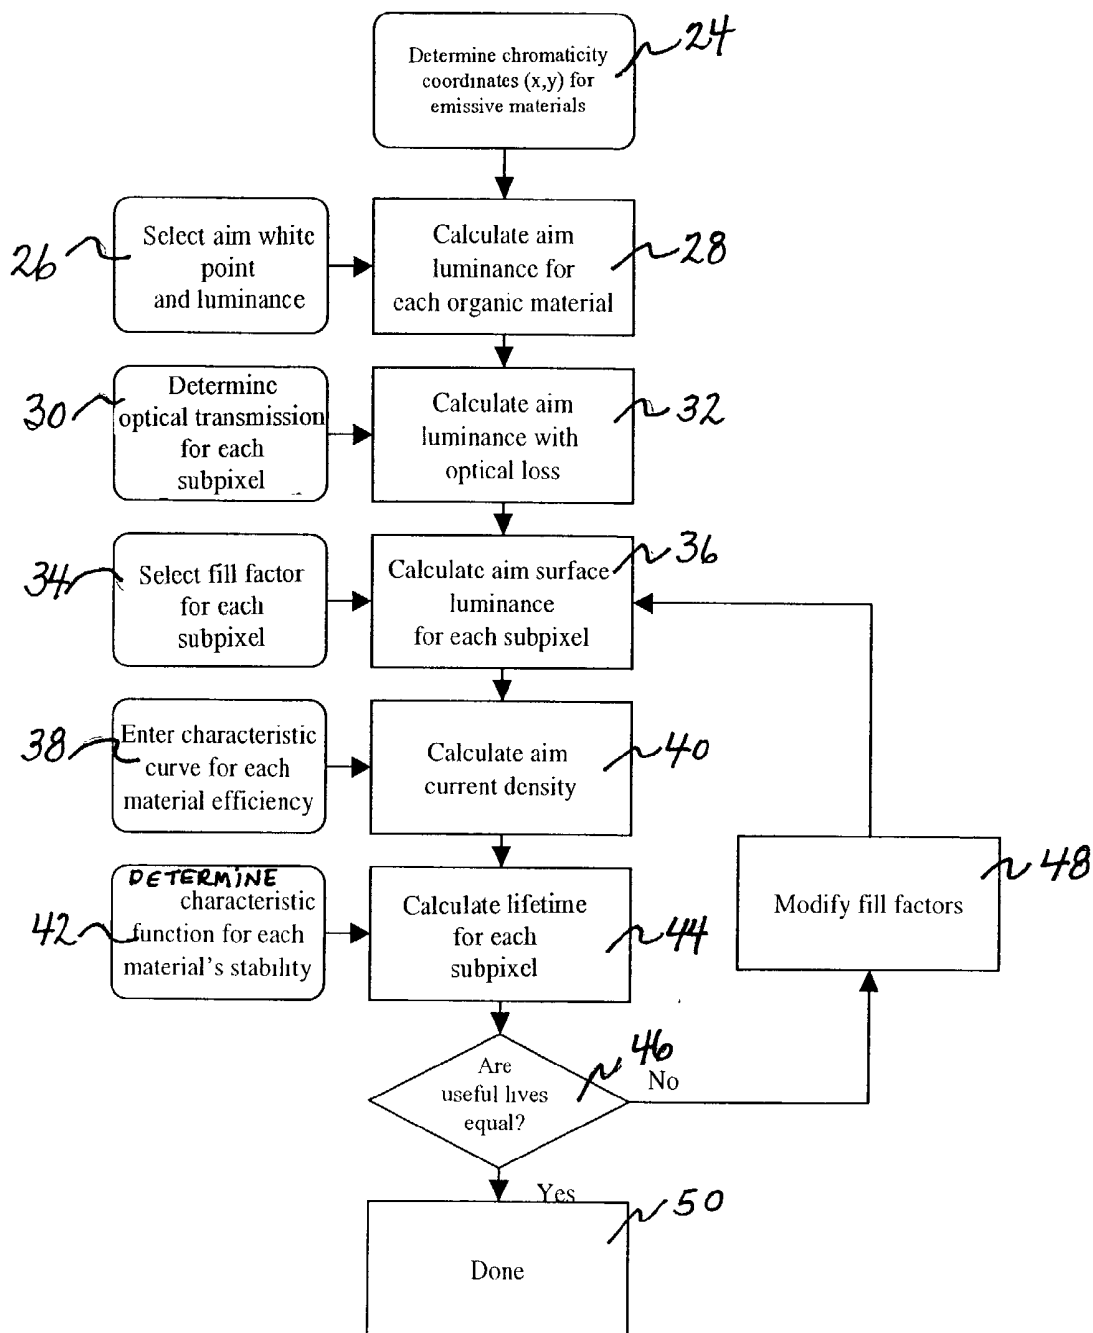 Determine chromaticity
coordinates (x,y) for
emissive materials
24
Select aim white
point
and luminance
26
Calculate aim
luminance for
each organic material
28
Determine
optical transmission
for each
subpixel
30
Calculate aim
luminance with
optical loss
32
Select fill factor
for each
subpixel
34
Calculate aim surface
luminance
for each subpixel
36
Enter characteristic
curve for each
material efficiency
38
Calculate aim
current density
40
DETERMINE
characteristic
function for each
material's stability
42
Calculate lifetime
for each
subpixel
44
Modify fill factors
48
Are
useful lives
equal?
46
No
Yes
Done
50